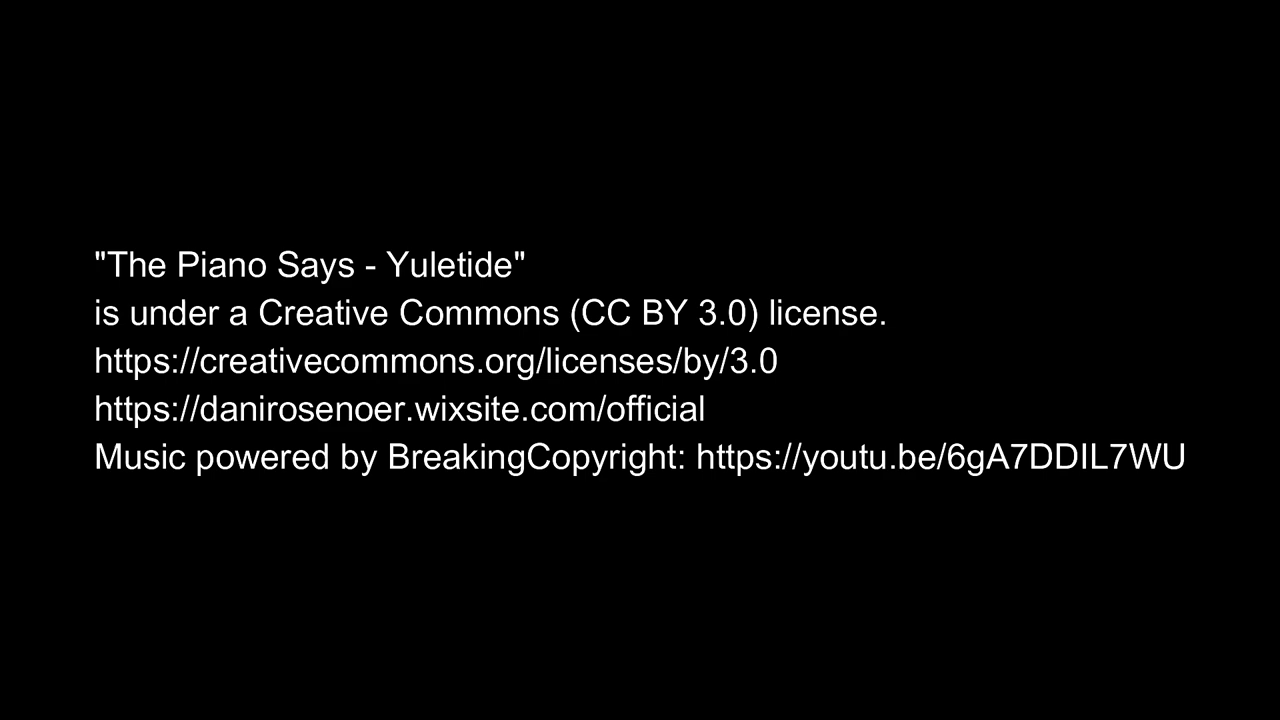 "The Piano Says - Yuletide"
is under a Creative Commons (CC BY 3.0) license.
https://creativecommons.org/licenses/by/3.0
https://danirosenoer.wixsite.com/official
Music powered by BreakingCopyright: https://youtu.be/6gA7DDIL7WU